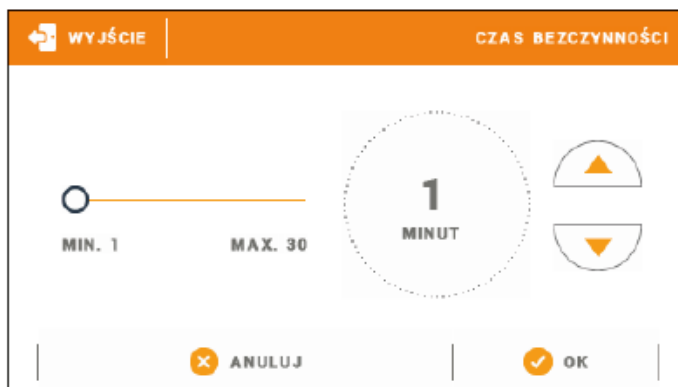 WYJŚCIE
CZAS BEZCZYNNOŚCI
1
MINUT
MIN. 1
MAX. 30
ANULUJ
OK